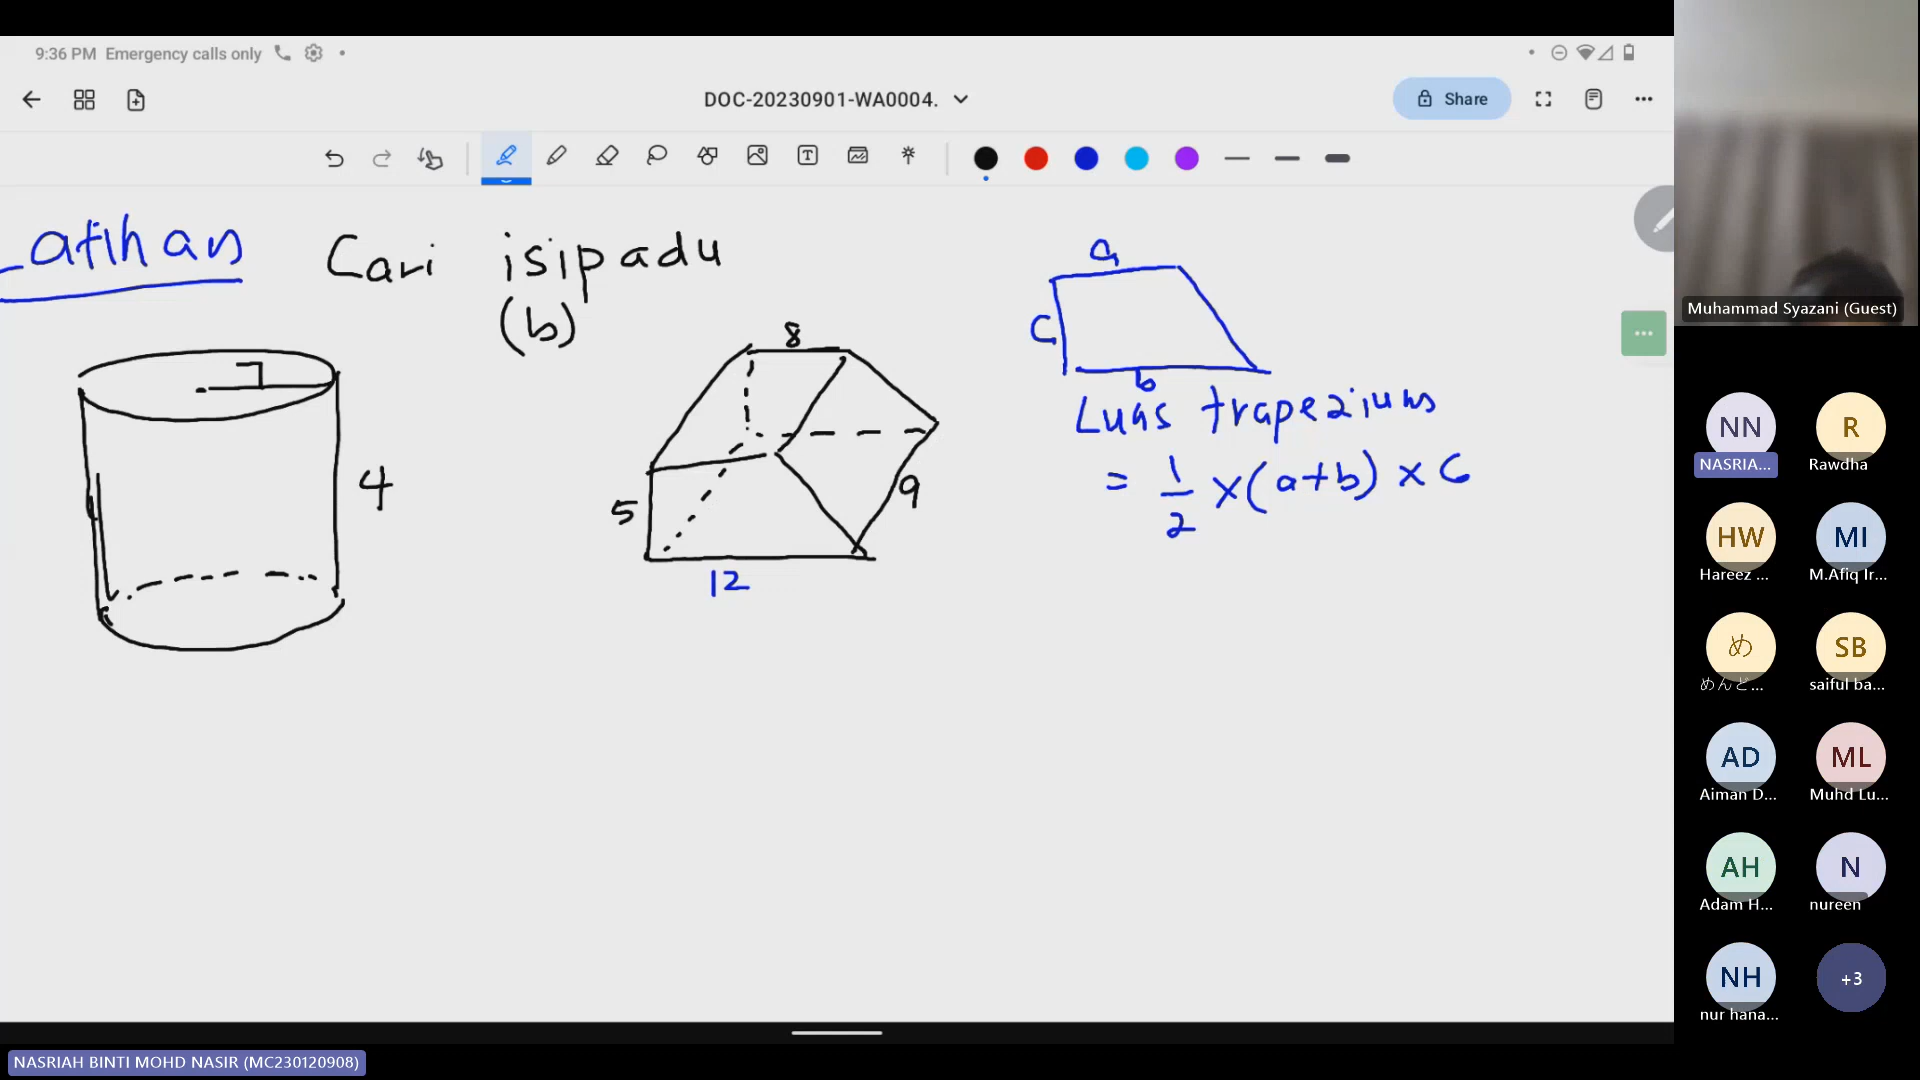 9:36 PM Emergency calls only
DOC-20230901-WA0004.
Share
Latihan Cari isipadu
(b)
7
4
8
5
9
12
a
c
b
Luas trapezium
= 1/2 × (a+b) × c
Muhammad Syazani (Guest)
NN
NASRIA...
R
Rawdha
HW
Hareez ...
MI
M.Afiq Ir...
め
めんど...
SB
saiful ba...
AD
Aiman D...
ML
Muhd Lu...
AH
Adam H...
N
nureen
NH
nur hana...
+3
NASRIAH BINTI MOHD NASIR (MC230120908)